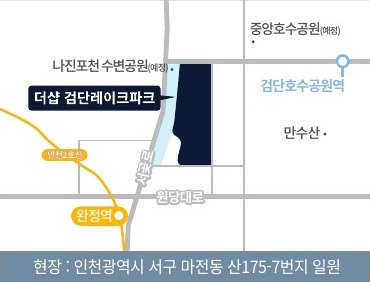 중앙호수공원(예정)
나진포천 수변공원(예정)
검단호수공원역
더샵 검단레이크파크
만수산
인천2호선
서곶로
원당대로
완정역
현장 : 인천광역시 서구 마전동 산175-7번지 일원